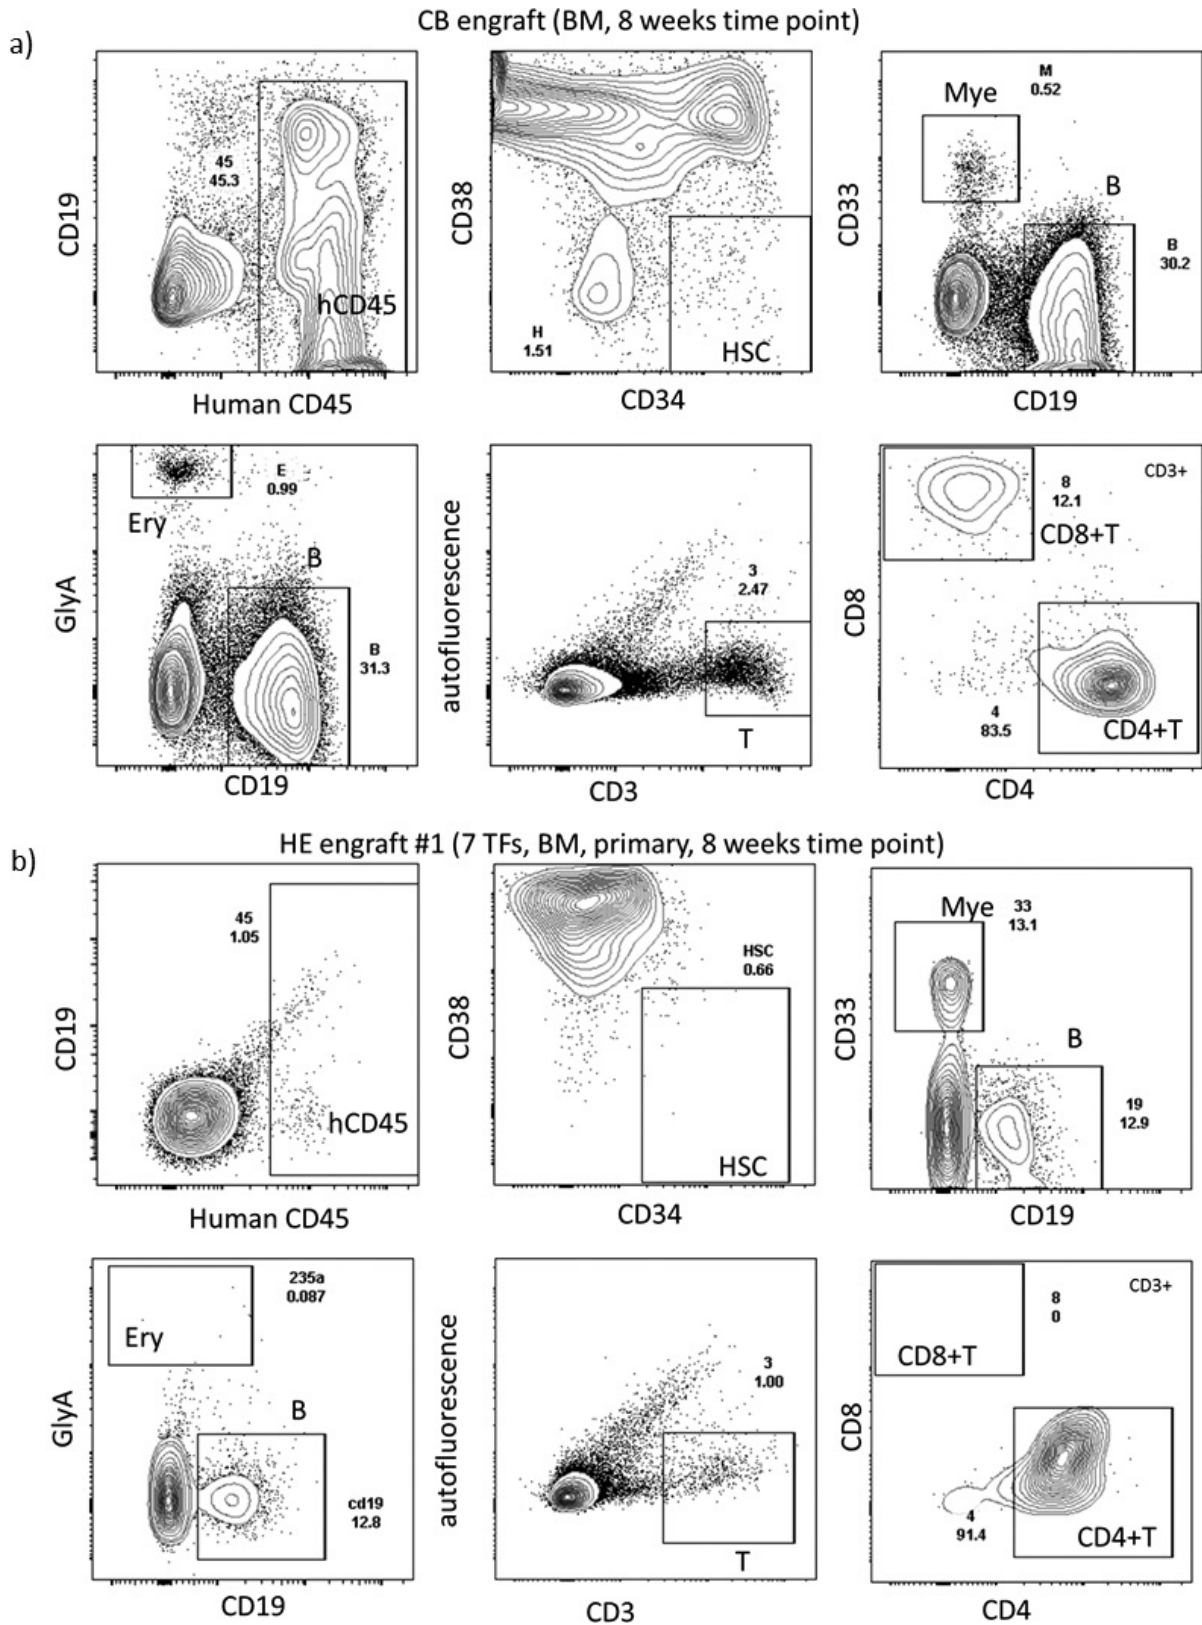 a)
CB engraft (BM, 8 weeks time point)
CD19
45
45.3
hCD45
Human CD45
CD38
H
1.51
HSC
CD34
CD33
Mye
M
0.52
B
B
30.2
CD19
GlyA
Ery
E
0.99
B
B
31.3
CD19
autofluorescence
3
2.47
T
CD3
CD8
CD3+
8
12.1
CD8+T
4
83.5
CD4+T
CD4
b)
HE engraft #1 (7 TFs, BM, primary, 8 weeks time point)
CD19
45
1.05
hCD45
Human CD45
CD38
HSC
0.66
HSC
CD34
CD33
Mye
33
13.1
B
19
12.9
CD19
GlyA
235a
0.087
Ery
B
cd19
12.8
CD19
autofluorescence
3
1.00
T
CD3
CD8
CD3+
8
0
CD8+T
4
91.4
CD4+T
CD4